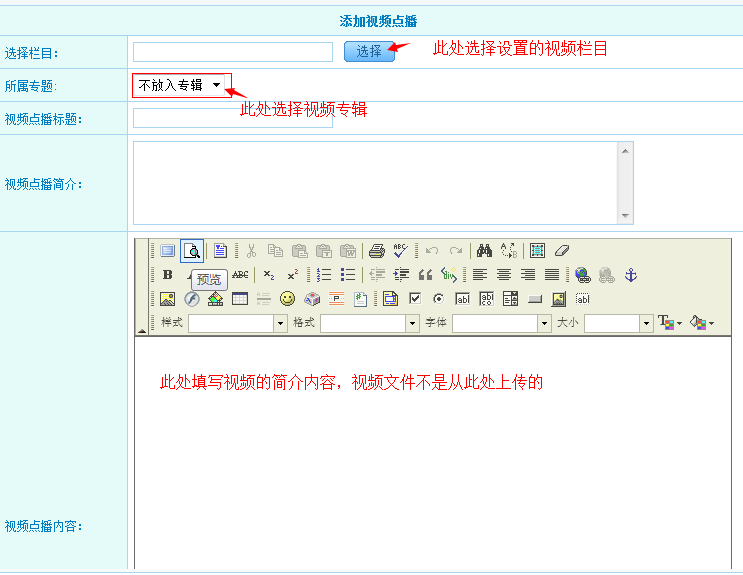 添加视频点播
选择栏目:
选择
此处选择设置的视频栏目
所属专题:
不放入专辑
此处选择视频专辑
视频点播标题:
视频点播简介:
预览
样式
格式
字体
大小
此处填写视频的简介内容，视频文件不是从此处上传的
视频点播内容: